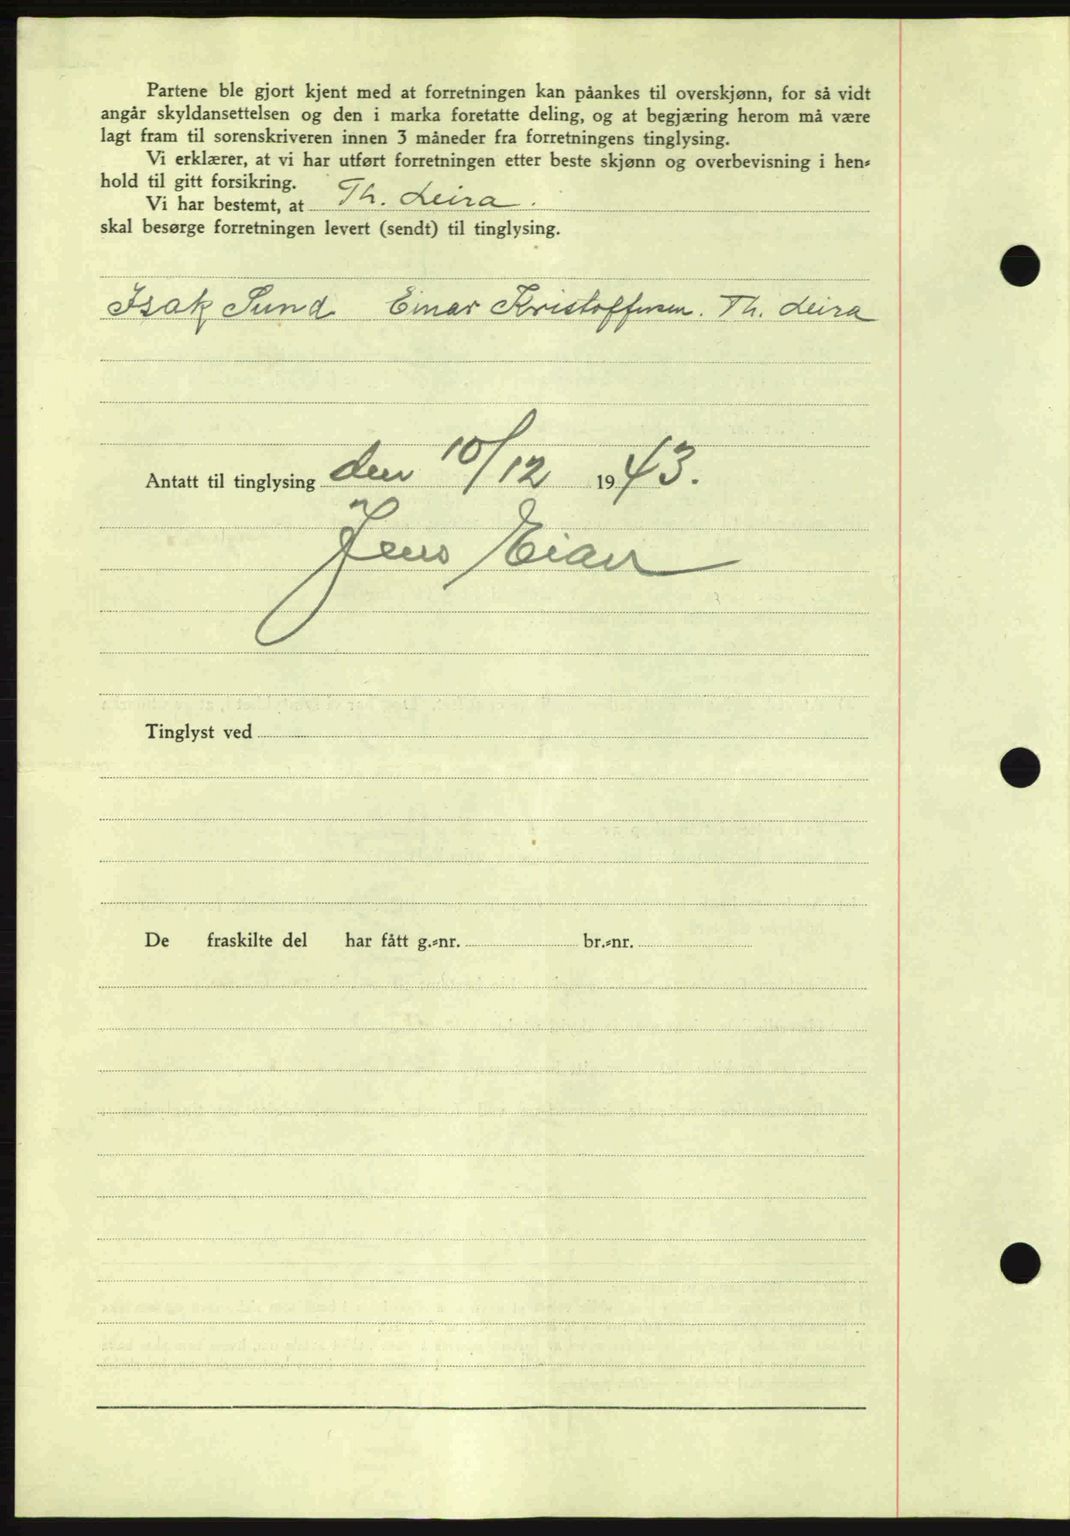 Partene ble gjort kjent med at forretningen kan påankes til overskjønn, for så vidt
angår skyldansettelsen og den i marka foretatte deling, og at begjæring herom må være
lagt fram til sorenskriveren innen 3 måneder fra forretningens tinglysing.
Vi erklærer, at vi har utført forretningen etter beste skjønn og overbevisning i hen-
hold til gitt forsikring.
Vi har bestemt, at Th. Leira.
skal besørge forretningen levert (sendt) til tinglysing.
Isak Sund Einar Kristoffersen. Th. Leira
Antatt til tinglysing den 10/12 1943.
Jens Eian
Tinglyst ved
De fraskilte del har fått g.-nr. br.-nr.